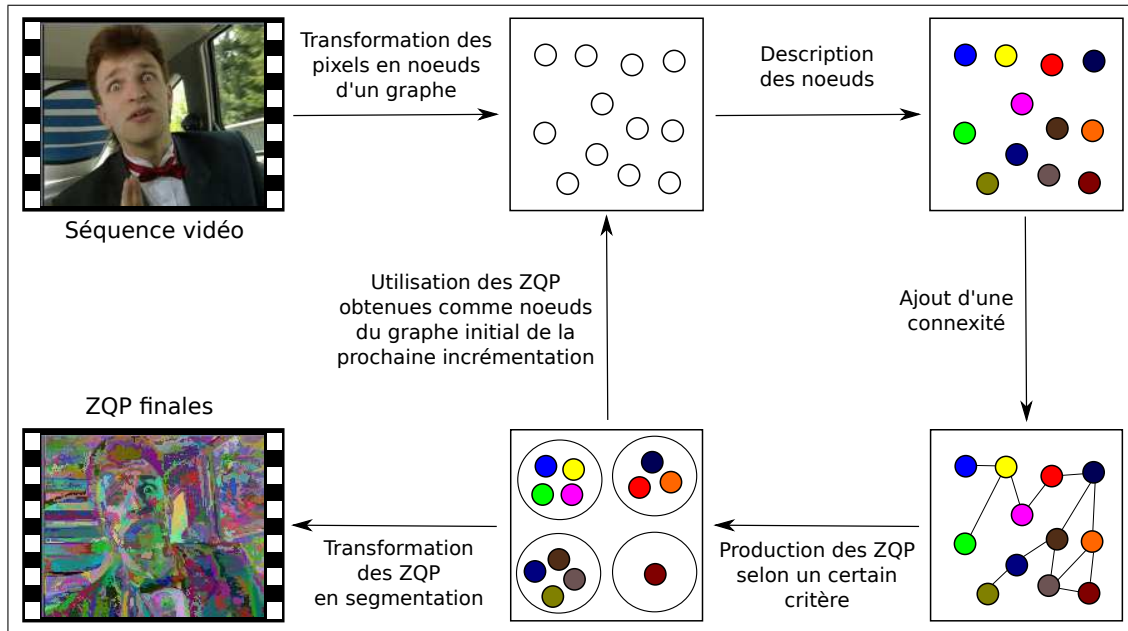 Transformation des
pixels en noeuds
d'un graphe
Description
des noeuds
Séquence vidéo
Utilisation des ZQP
obtenues comme noeuds
du graphe initial de la
prochaine incrémentation
Ajout d'une
connexité
ZQP finales
Transformation
des ZQP
en segmentation
Production des ZQP
selon un certain
critère